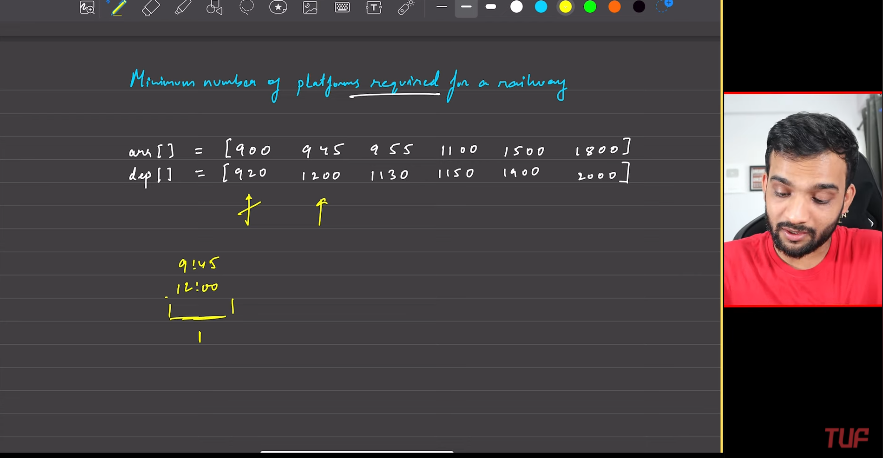 Minimum number of platforms required for a railway
arr[] = [900 945 955 1100 1500 1800]
dep[] = [920 1200 1130 1150 1900 2000]
9:45
12:00
1
TUF